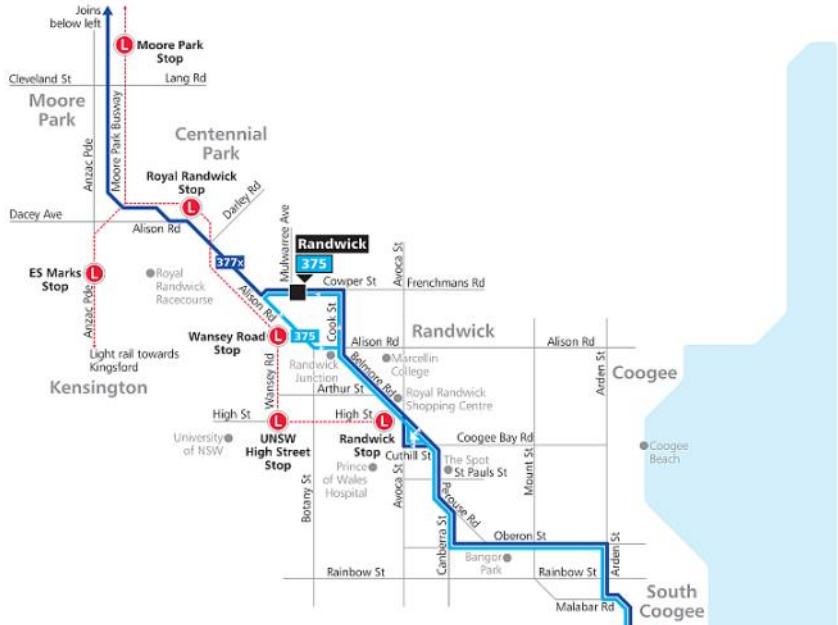 Joins
below left
L
Moore Park
Stop
Cleveland St
Lang Rd
Moore
Park
Anzac Pde
Moore Park Busway
Centennial
Park
Royal Randwick
Stop
L
Darley Rd
Dacey Ave
Alison Rd
377x
Mulwarree Ave
Randwick
375
Avoca St
Cowper St
Frenchmans Rd
ES Marks
Stop
L
Royal
Randwick
Racecourse
Anzac Pde
Alison Rd
Cook St
Randwick
Wansey Road
Stop
L
375
Alison Rd
Alison Rd
Light rail towards
Kingsford
Kensington
Wansey Rd
Randwick
Junction
Belmore Rd
Marcellin
College
Arden St
Coogee
Arthur St
Royal Randwick
Shopping Centre
High St
L
High St
L
UNSW
High Street
Stop
University
of NSW
Randwick
Stop
Coogee Bay Rd
Coogee
Beach
Cuthill St
The Spot
St Pauls St
Mount St
Prince
of Wales
Hospital
Avoca St
Botany St
Perouse Rd
Canberra St
Oberon St
Arden St
Bangor
Park
Rainbow St
Rainbow St
Malabar Rd
South
Coogee